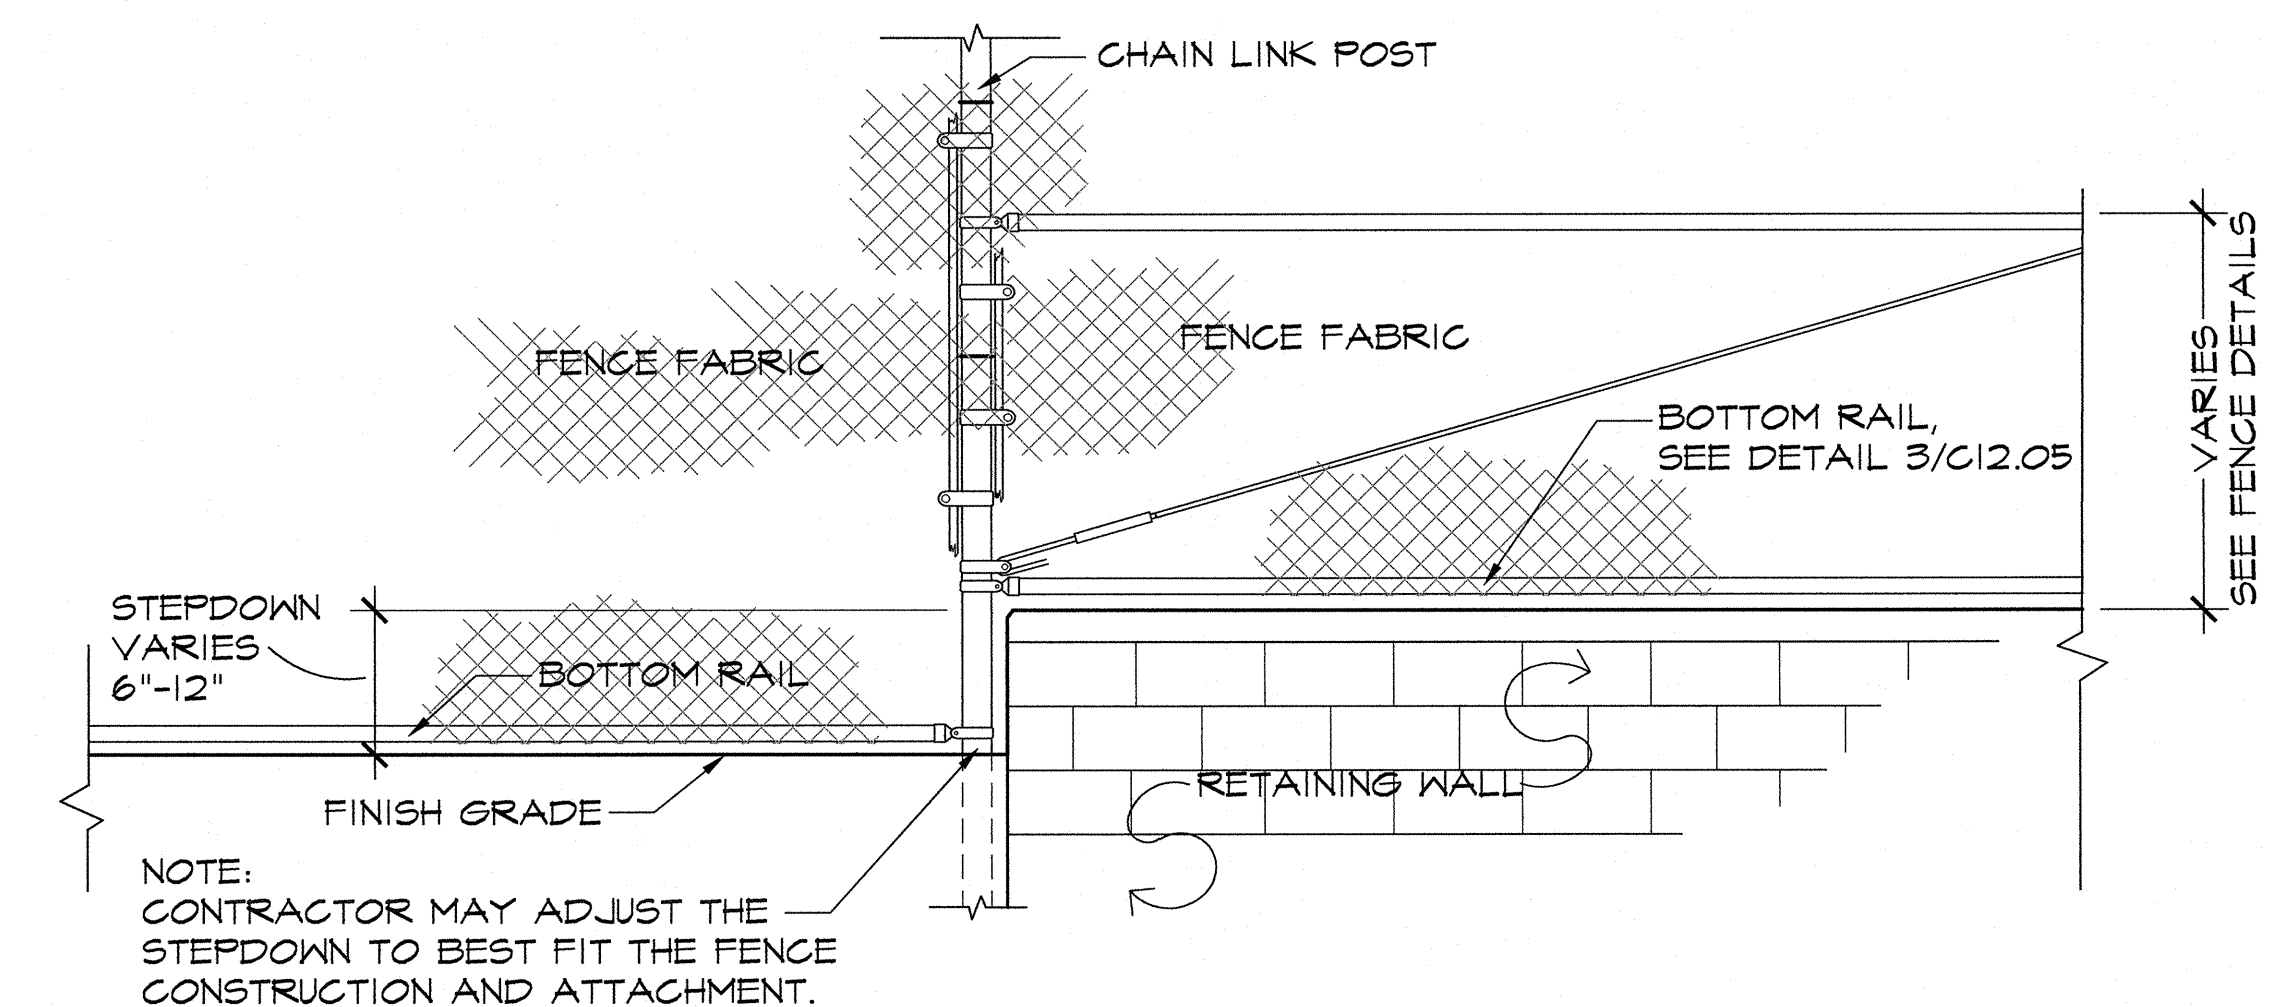 CHAIN LINK POST
FENCE FABRIC
FENCE FABRIC
BOTTOM RAIL,
SEE DETAIL 3/C12.05
VARIES
SEE FENCE DETAILS
STEPDOWN
VARIES
6"-12"
BOTTOM RAIL
RETAINING WALL
FINISH GRADE
NOTE:
CONTRACTOR MAY ADJUST THE
STEPDOWN TO BEST FIT THE FENCE
CONSTRUCTION AND ATTACHMENT.